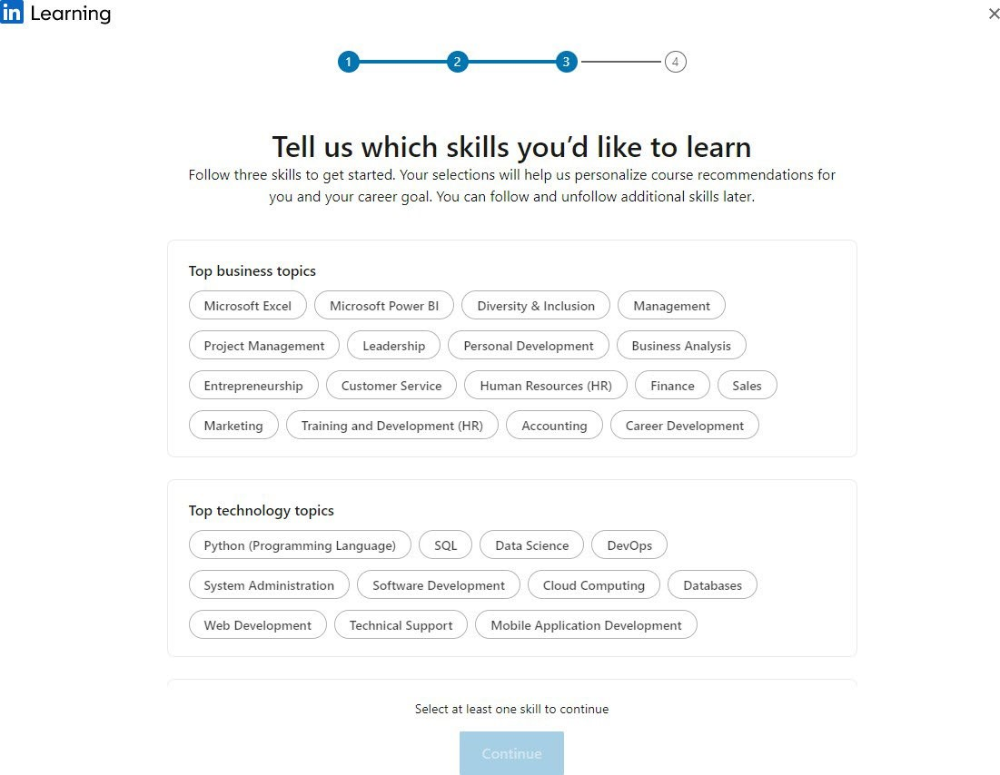 in Learning
1 2 3 4
Tell us which skills you’d like to learn
Follow three skills to get started. Your selections will help us personalize course recommendations for
you and your career goal. You can follow and unfollow additional skills later.
Top business topics
Microsoft Excel Microsoft Power BI Diversity & Inclusion Management
Project Management Leadership Personal Development Business Analysis
Entrepreneurship Customer Service Human Resources (HR) Finance Sales
Marketing Training and Development (HR) Accounting Career Development
Top technology topics
Python (Programming Language) SQL Data Science DevOps
System Administration Software Development Cloud Computing Databases
Web Development Technical Support Mobile Application Development
Select at least one skill to continue
Continue